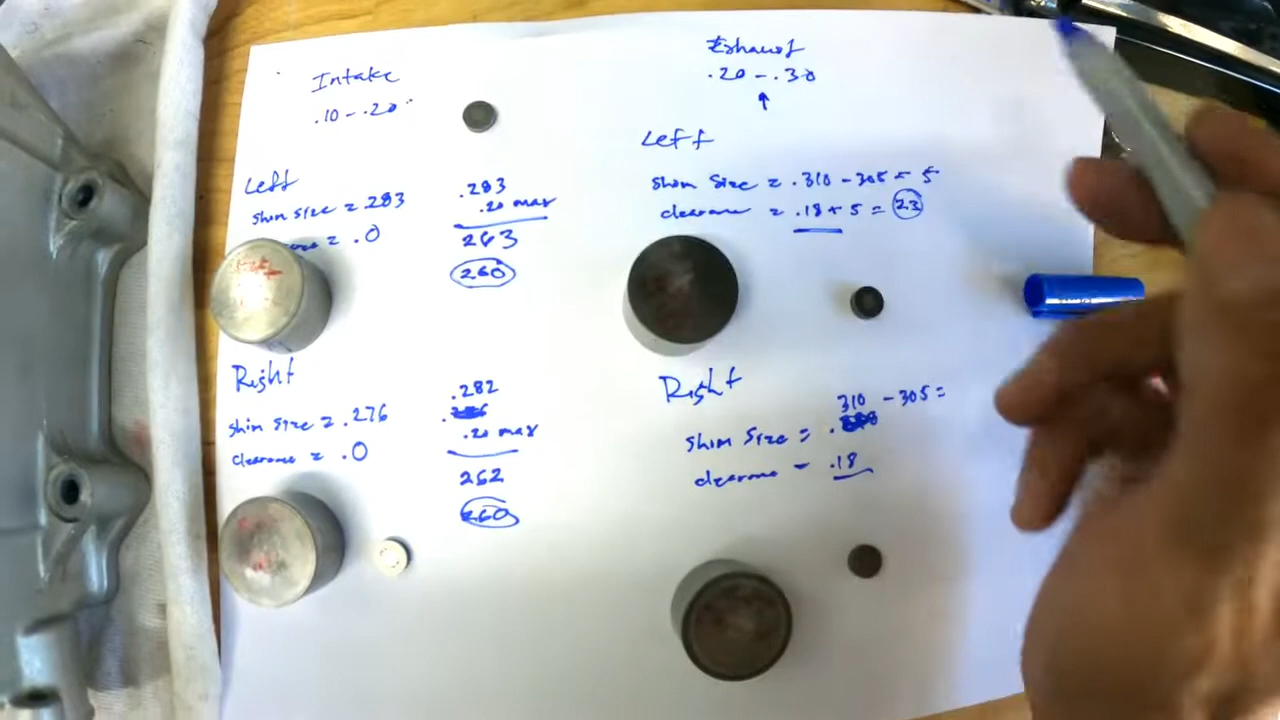 Intake
.10 - .20
Left
shim size = 283
= .0
.283
.20 max
263
260
Right
shim size = .276
clearance = .0
.282
.20 max
262
260
Exhaust
.20 - .30
Left
shim size = .310 - 305 = 5
clearance = .18 + 5 = 23
Right
310 - 305 =
shim size = .
clearance - .18